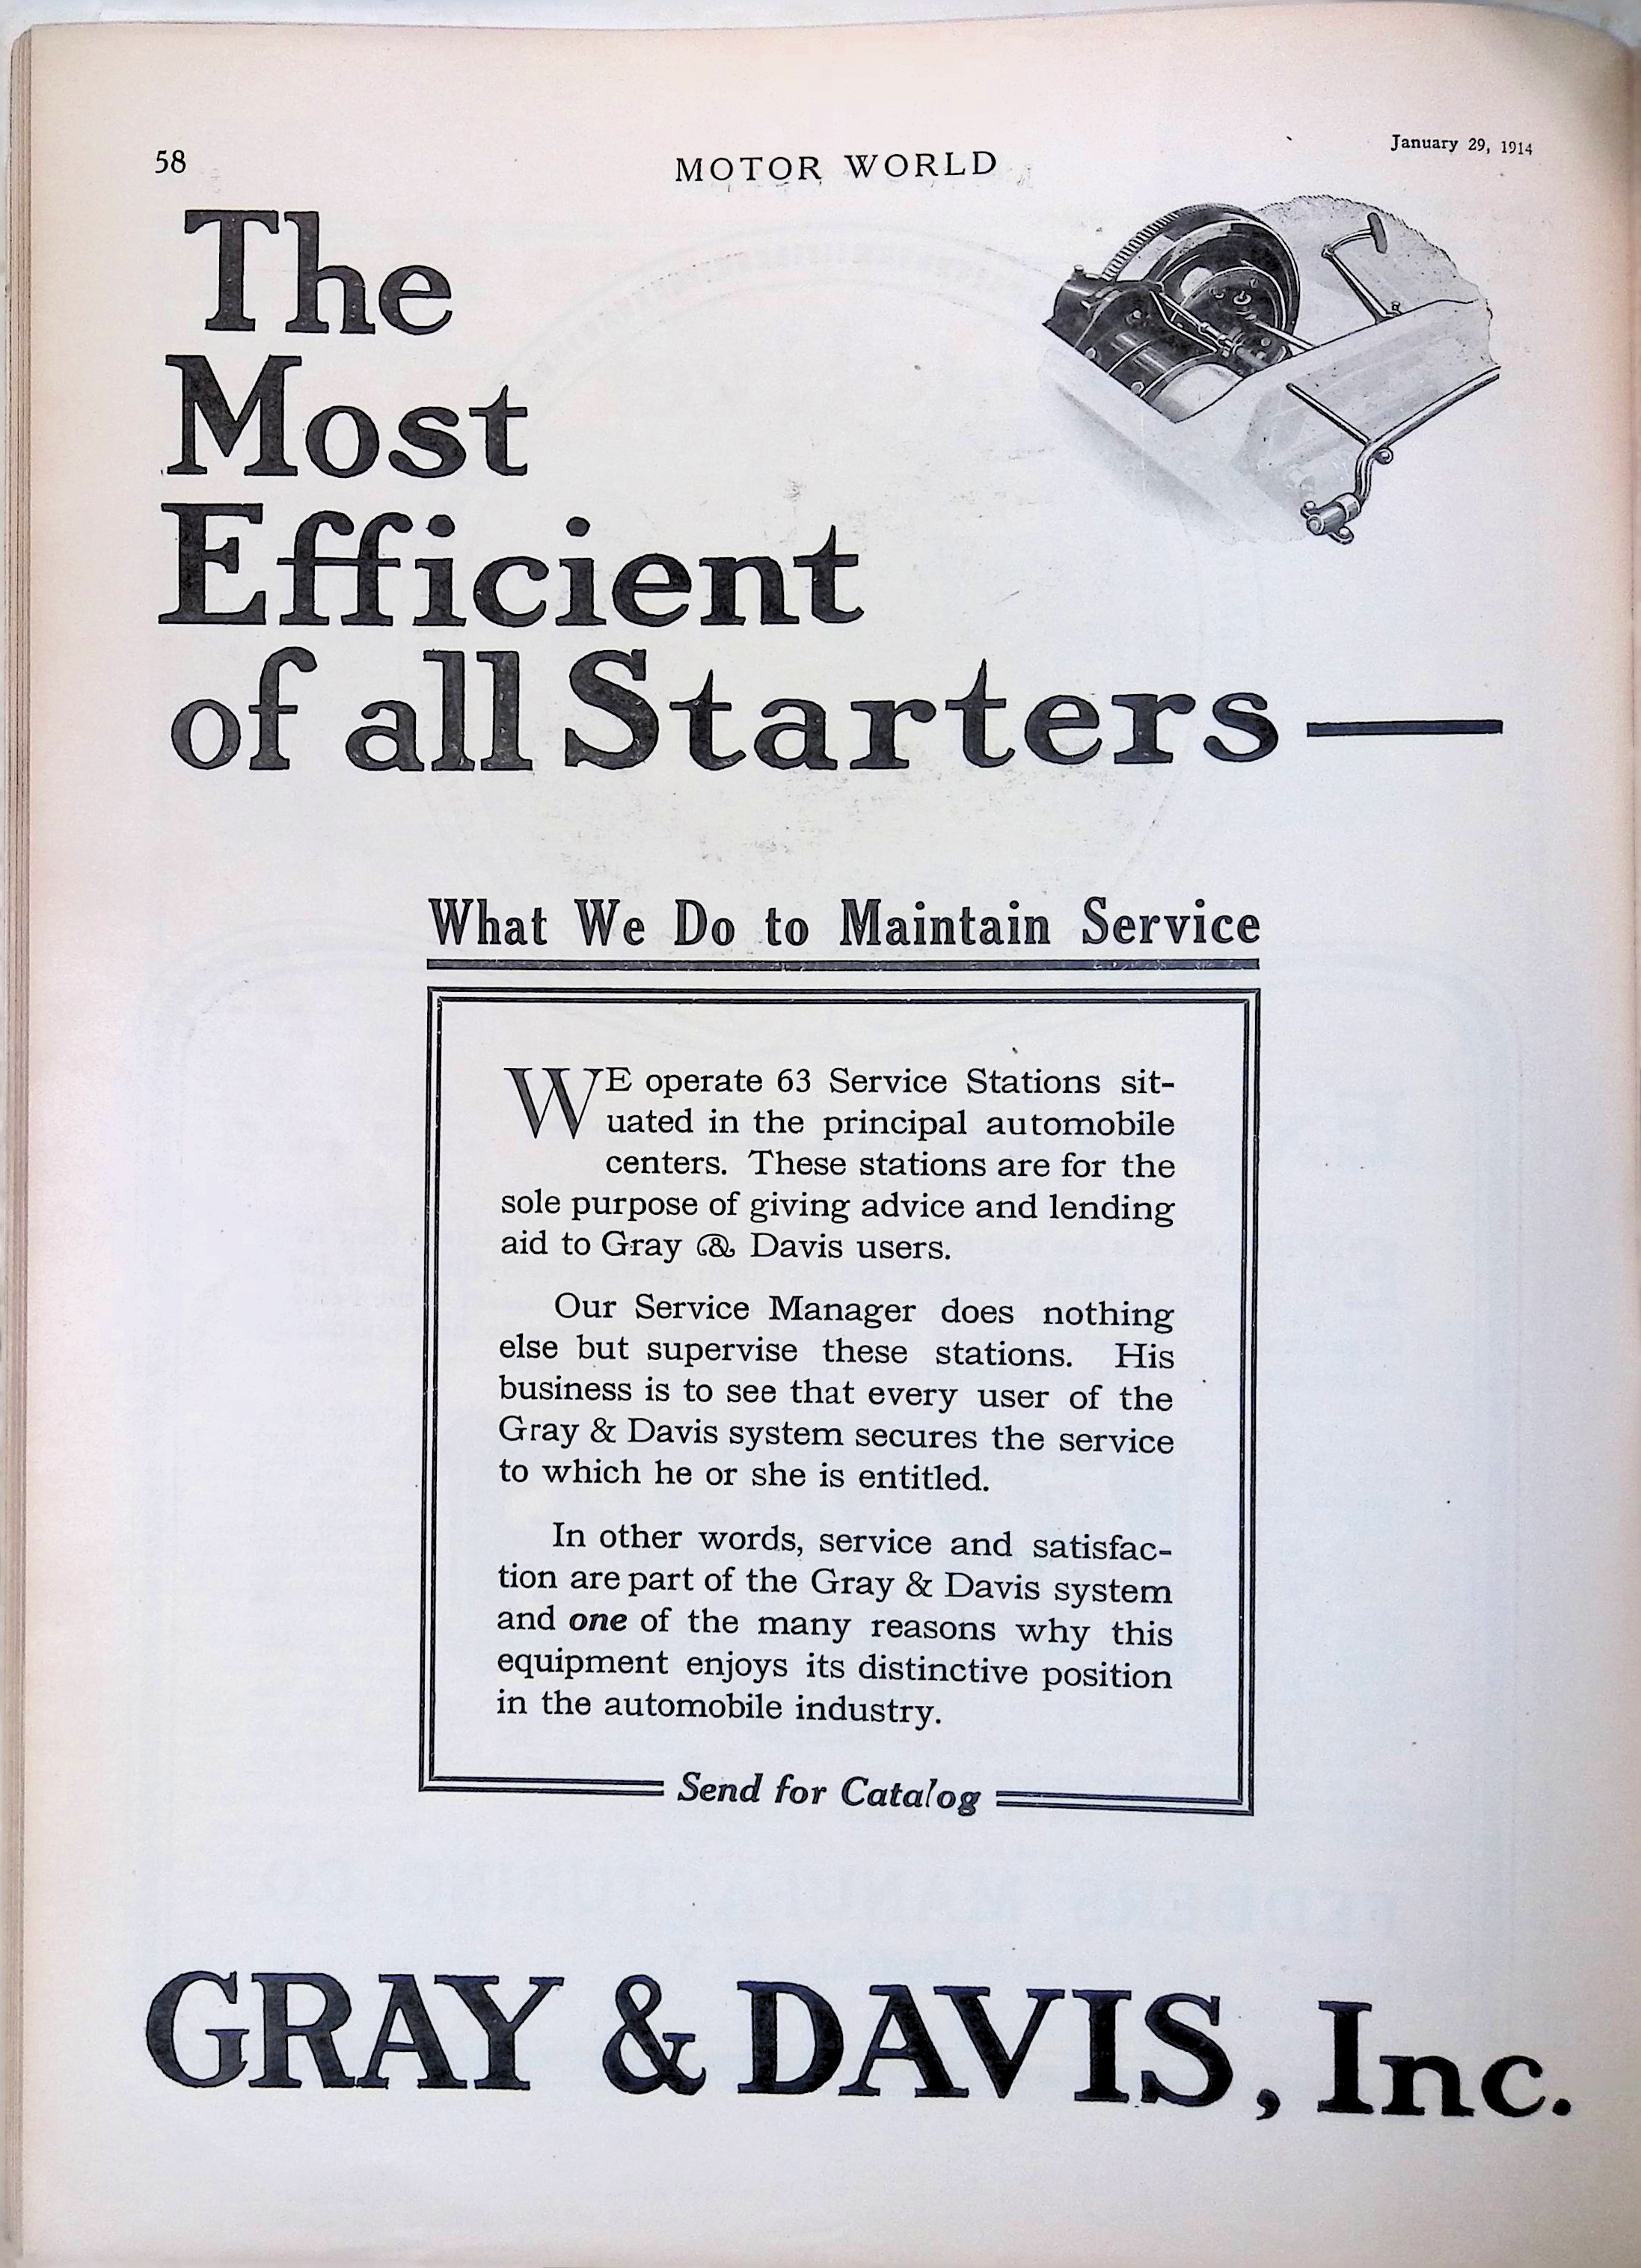 58
MOTOR WORLD
January 29, 1914
The
Most
Efficient
of all Starters—
What We Do to Maintain Service
WE operate 63 Service Stations sit-
uated in the principal automobile
centers. These stations are for the
sole purpose of giving advice and lending
aid to Gray & Davis users.
Our Service Manager does nothing
else but supervise these stations. His
business is to see that every user of the
Gray & Davis system secures the service
to which he or she is entitled.
In other words, service and satisfac-
tion are part of the Gray & Davis system
and one of the many reasons why this
equipment enjoys its distinctive position
in the automobile industry.
Send for Catalog
GRAY & DAVIS, Inc.